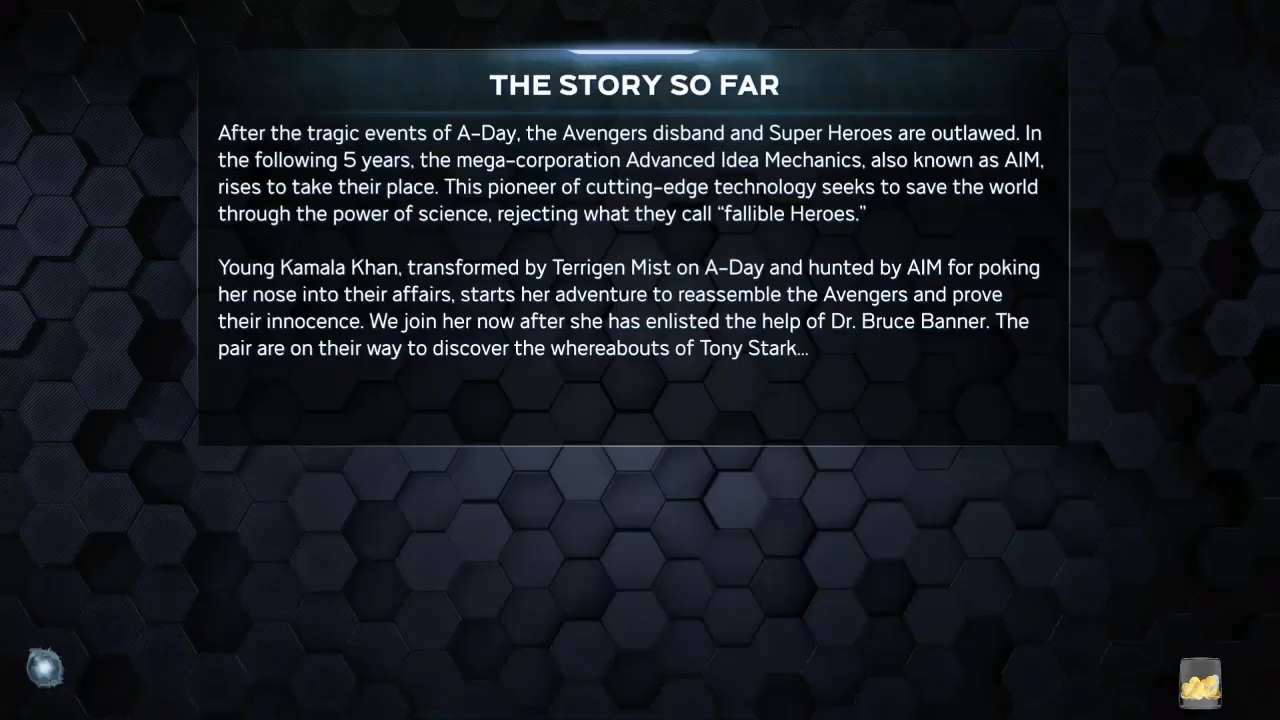 THE STORY SO FAR
After the tragic events of A-Day, the Avengers disband and Super Heroes are outlawed. In
the following 5 years, the mega-corporation Advanced Idea Mechanics, also known as AIM,
rises to take their place. This pioneer of cutting-edge technology seeks to save the world
through the power of science, rejecting what they call “fallible Heroes.”
Young Kamala Khan, transformed by Terrigen Mist on A-Day and hunted by AIM for poking
her nose into their affairs, starts her adventure to reassemble the Avengers and prove
their innocence. We join her now after she has enlisted the help of Dr. Bruce Banner. The
pair are on their way to discover the whereabouts of Tony Stark...